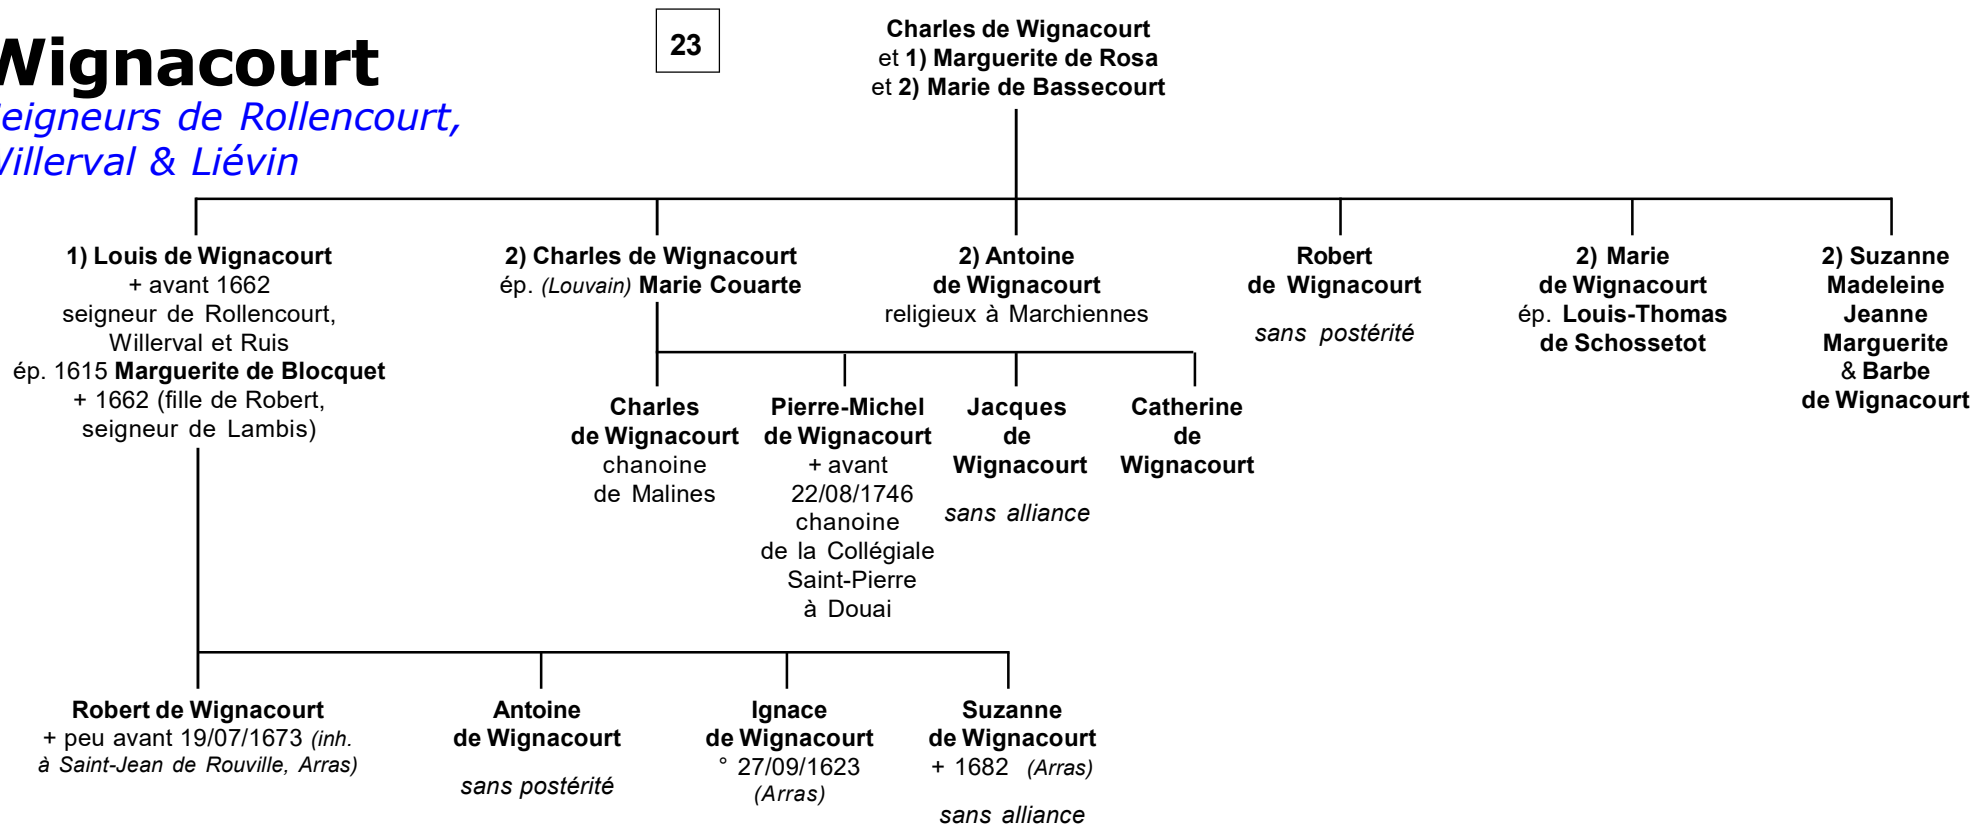 Wignacourt
eigneurs de Rollencourt,
Villerval & Liévin
23
Charles de Wignacourt
et 1) Marguerite de Rosa
et 2) Marie de Bassecourt
1) Louis de Wignacourt
+ avant 1662
seigneur de Rollencourt,
Willerval et Ruis
ép. 1615 Marguerite de Blocquet
+ 1662 (fille de Robert,
seigneur de Lambis)
2) Charles de Wignacourt
ép. (Louvain) Marie Couarte
2) Antoine
de Wignacourt
religieux à Marchiennes
Robert
de Wignacourt
sans postérité
2) Marie
de Wignacourt
ép. Louis-Thomas
de Schossetot
2) Suzanne
Madeleine
Jeanne
Marguerite
& Barbe
de Wignacourt
Charles
de Wignacourt
chanoine
de Malines
Pierre-Michel
de Wignacourt
+ avant
22/08/1746
chanoine
de la Collégiale
Saint-Pierre
à Douai
Jacques
de
Wignacourt
sans alliance
Catherine
de
Wignacourt
Robert de Wignacourt
+ peu avant 19/07/1673 (inh.
à Saint-Jean de Rouville, Arras)
Antoine
de Wignacourt
sans postérité
Ignace
de Wignacourt
° 27/09/1623
(Arras)
Suzanne
de Wignacourt
+ 1682 (Arras)
sans alliance